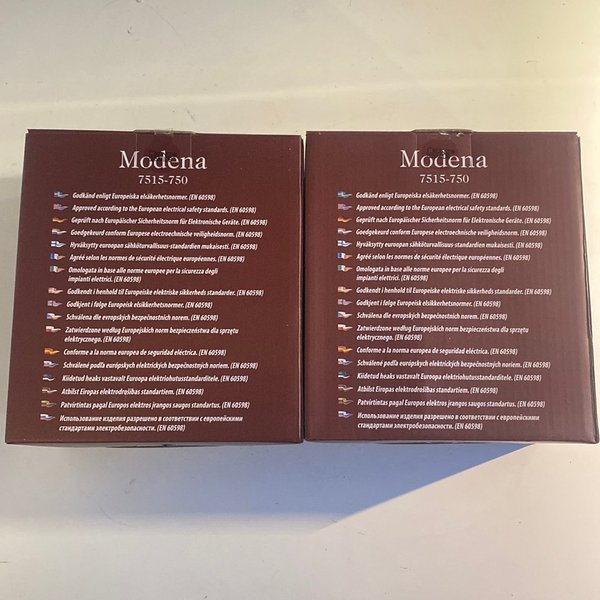 Modena
7515-750
Godkänd enligt Europeiska elsäkerhetsnormer. (EN 60598)
Approved according to the European electrical safety standards. (EN 60598)
Geprüft nach Europäischer Sicherheitsnorm für Elektronische Geräte. (EN 60598)
Goedgekeurd conform Europese electroechnische veiligheidsnorm. (EN 60598)
Hyväksytty euroopan sähköturvallisuus-standardien mukaisesti. (EN 60598)
Agréé selon les normes de sécurité électrique européennes. (EN 60598)
Omologata in base alle norme europee per la sicurezza degli
impianti elettrici. (EN 60598)
Godkendt i henhold til Europeiske elektriske sikkerheds standarder. (EN 60598)
Godkjent i følge Europeisk elsikkerhetsnormer. (EN 60598)
Schválena dle evropských bezpečnostních norem. (EN 60598)
Zatwierdzone według Europejskich norm bezpieczeństwa dla sprzętu
elektrycznego. (EN 60598)
Conforme a la norma europea de seguridad eléctrica. (EN 60598)
Schválené podľa európskych elektrických bezpečnostných noriem. (EN 60598)
Kiidetud heaks vastavalt Euroopa elektriohutusstandarditele. (EN 60598)
Atbilst Eiropas elektrodrošības standartiem. (EN 60598)
Patvirtintas pagal Europos elektros įrangos saugos standartus. (EN 60598)
Использование изделия разрешено в соответствии с европейскими
стандартами электробезопасности. (EN 60598)
Modena
7515-750
Godkänd enligt Europeiska elsäkerhetsnormer. (EN 60598)
Approved according to the European electrical safety standards. (EN 60598)
Geprüft nach Europäischer Sicherheitsnorm für Elektronische Geräte. (EN 60598)
Goedgekeurd conform Europese electroechnische veiligheidsnorm. (EN 60598)
Hyväksytty euroopan sähköturvallisuus-standardien mukaisesti. (EN 60598)
Agréé selon les normes de sécurité électrique européennes. (EN 60598)
Omologata in base alle norme europee per la sicurezza degli
impianti elettrici. (EN 60598)
Godkendt i henhold til Europeiske elektriske sikkerheds standarder. (EN 60598)
Godkjent i følge Europeisk elsikkerhetsnormer. (EN 60598)
Schválena dle evropských bezpečnostních norem. (EN 60598)
Zatwierdzone według Europejskich norm bezpieczeństwa dla sprzętu
elektrycznego. (EN 60598)
Conforme a la norma europea de seguridad eléctrica. (EN 60598)
Schválené podľa európskych elektrických bezpečnostných noriem. (EN 60598)
Kiidetud heaks vastavalt Euroopa elektriohutusstandarditele. (EN 60598)
Atbilst Eiropas elektrodrošības standartiem. (EN 60598)
Patvirtintas pagal Europos elektros įrangos saugos standartus. (EN 60598)
Использование изделия разрешено в соответствии с европейскими
стандартами электробезопасности. (EN 60598)